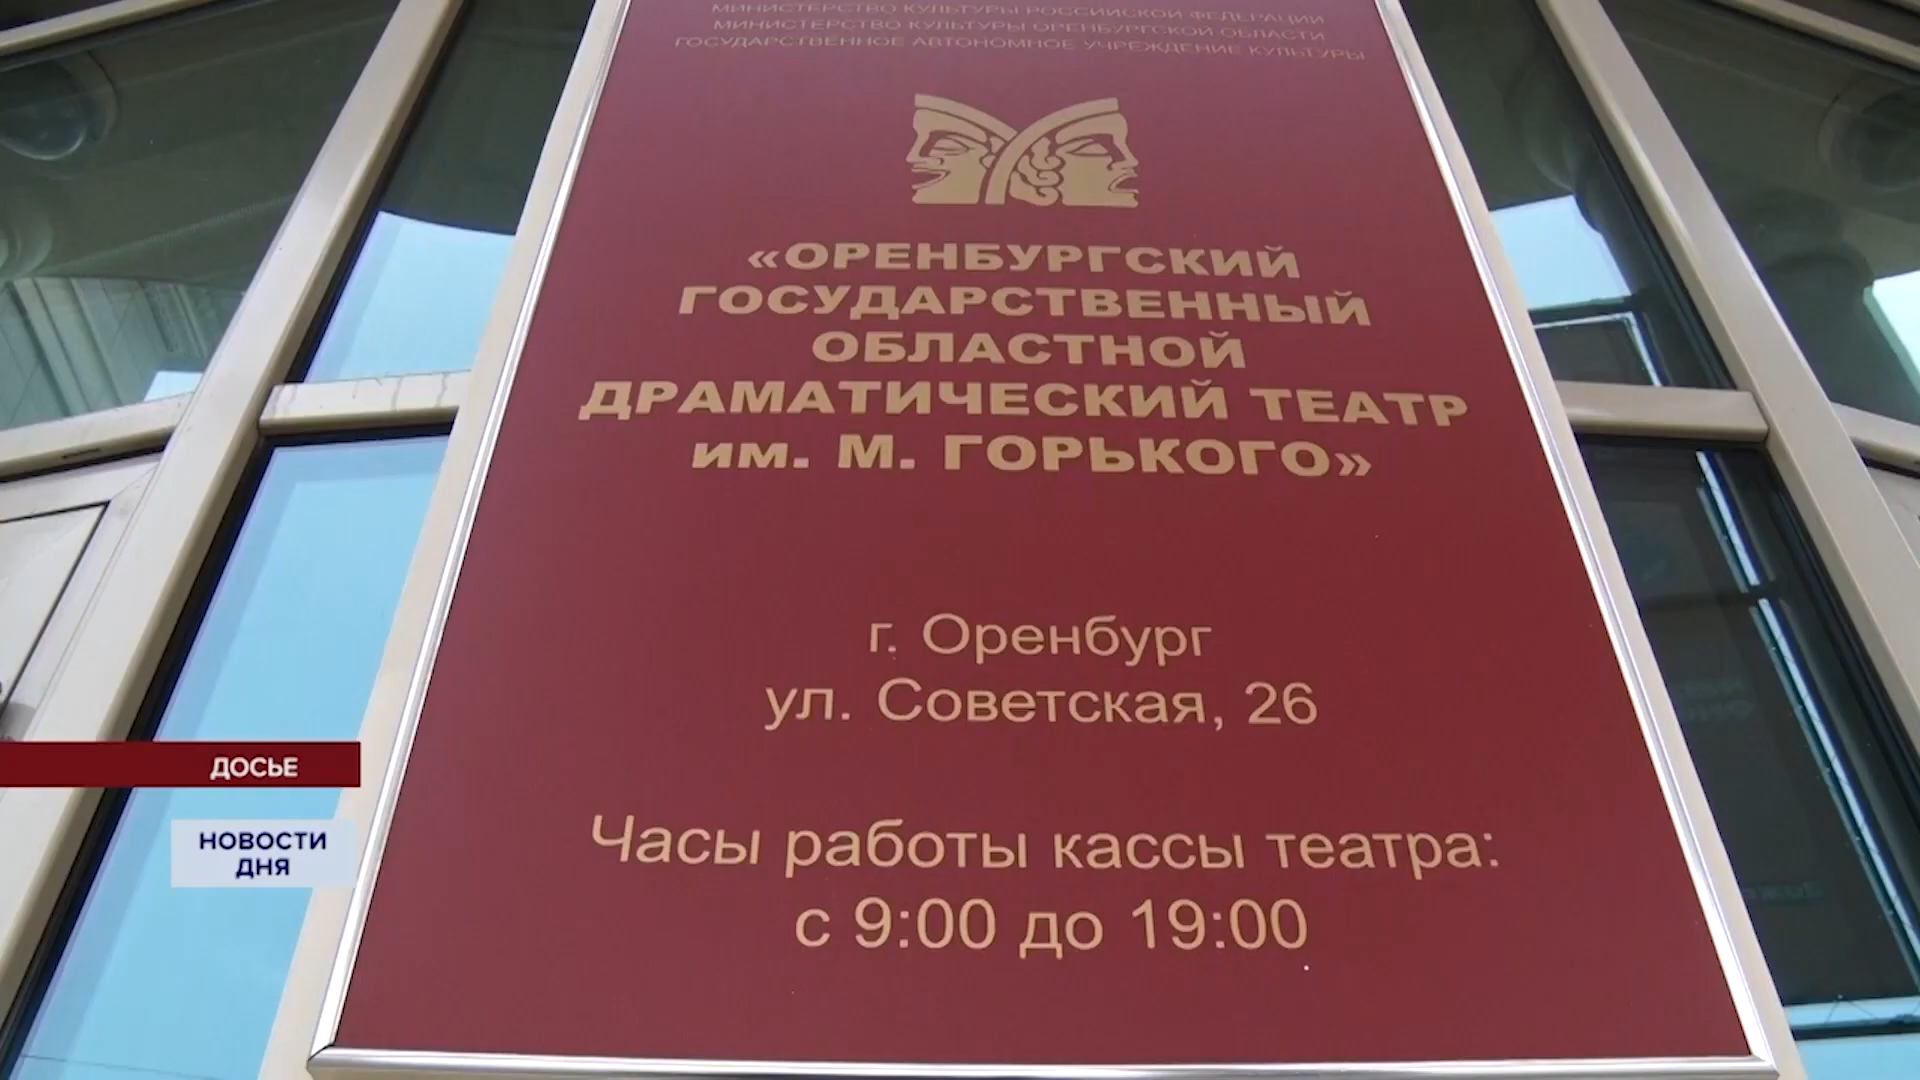 МИНИСТЕРСТВО КУЛЬТУРЫ РОССИЙСКОЙ ФЕДЕРАЦИИ
МИНИСТЕРСТВО КУЛЬТУРЫ ОРЕНБУРГСКОЙ ОБЛАСТИ
ГОСУДАРСТВЕННОЕ АВТОНОМНОЕ УЧРЕЖДЕНИЕ КУЛЬТУРЫ
«ОРЕНБУРГСКИЙ
ГОСУДАРСТВЕННЫЙ
ОБЛАСТНОЙ
ДРАМАТИЧЕСКИЙ ТЕАТР
им. М. ГОРЬКОГО»
г. Оренбург
ул. Советская, 26
Часы работы кассы театра:
с 9:00 до 19:00
ДОСЬЕ
НОВОСТИ
ДНЯ